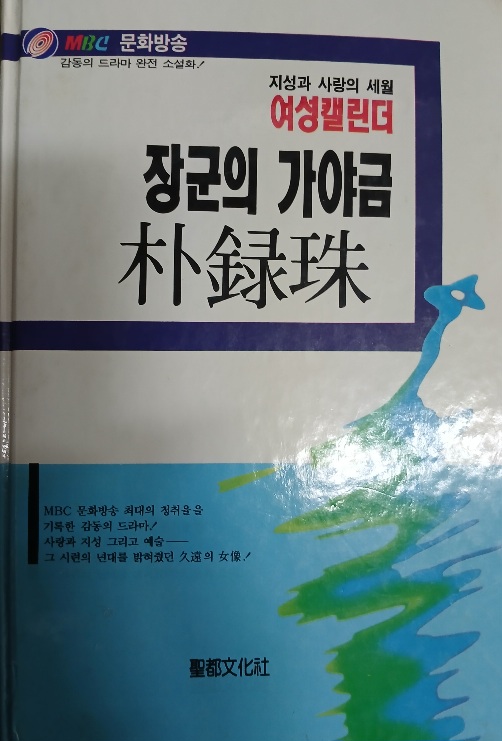 MBC 문화방송
감동의 드라마 완전 소설화!
지성과 사랑의 세월
여성캘린더
장군의 가야금
朴録珠
MBC 문화방송 최대의 청취율을
기록한 감동의 드라마!
사랑과 지성 그리고 예술──
그 시련의 년대를 밝혀줬던 久遠의 女像!
聖都文化社